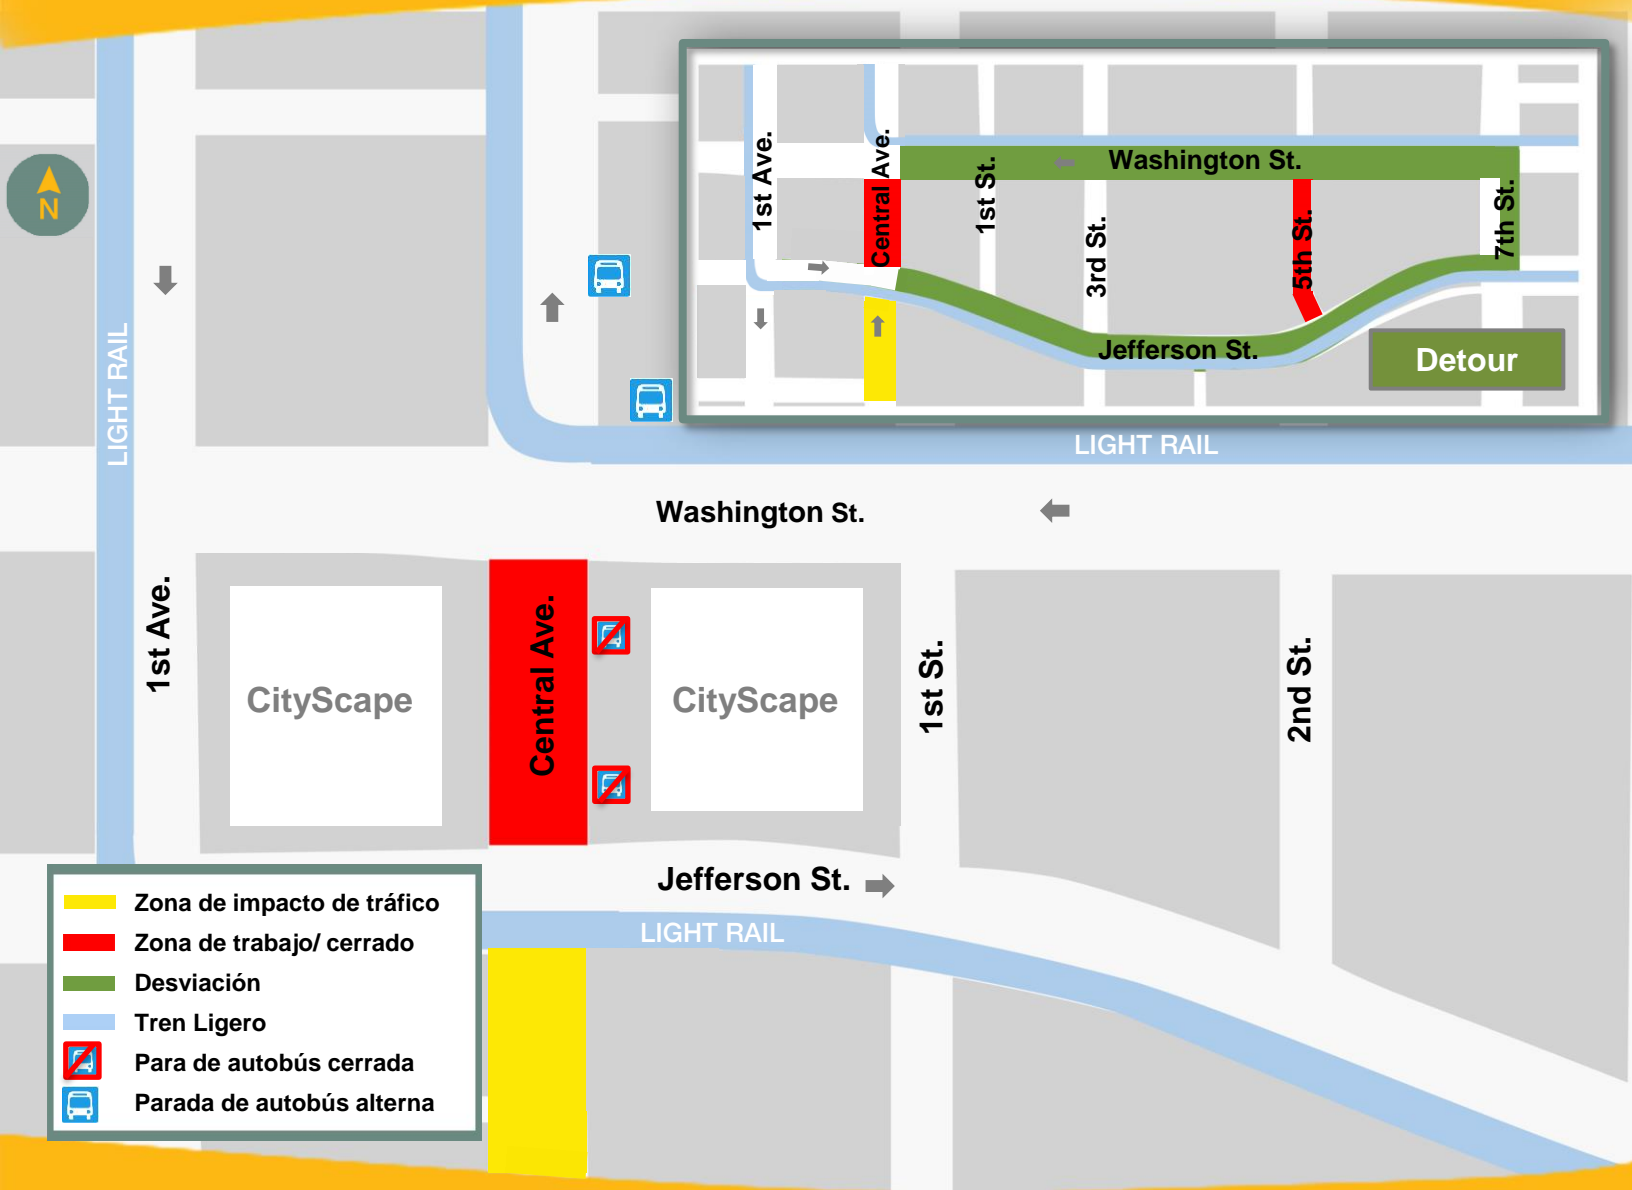 N
LIGHT RAIL
1st Ave.
Central Ave.
1st St.
3rd St.
5th St.
7th St.
Washington St.
Jefferson St.
Detour
LIGHT RAIL
Washington St.
1st Ave.
CityScape
Central Ave.
CityScape
1st St.
2nd St.
Jefferson St.
LIGHT RAIL
Zona de impacto de tráfico
Zona de trabajo/ cerrado
Desviación
Tren Ligero
Para de autobús cerrada
Parada de autobús alterna